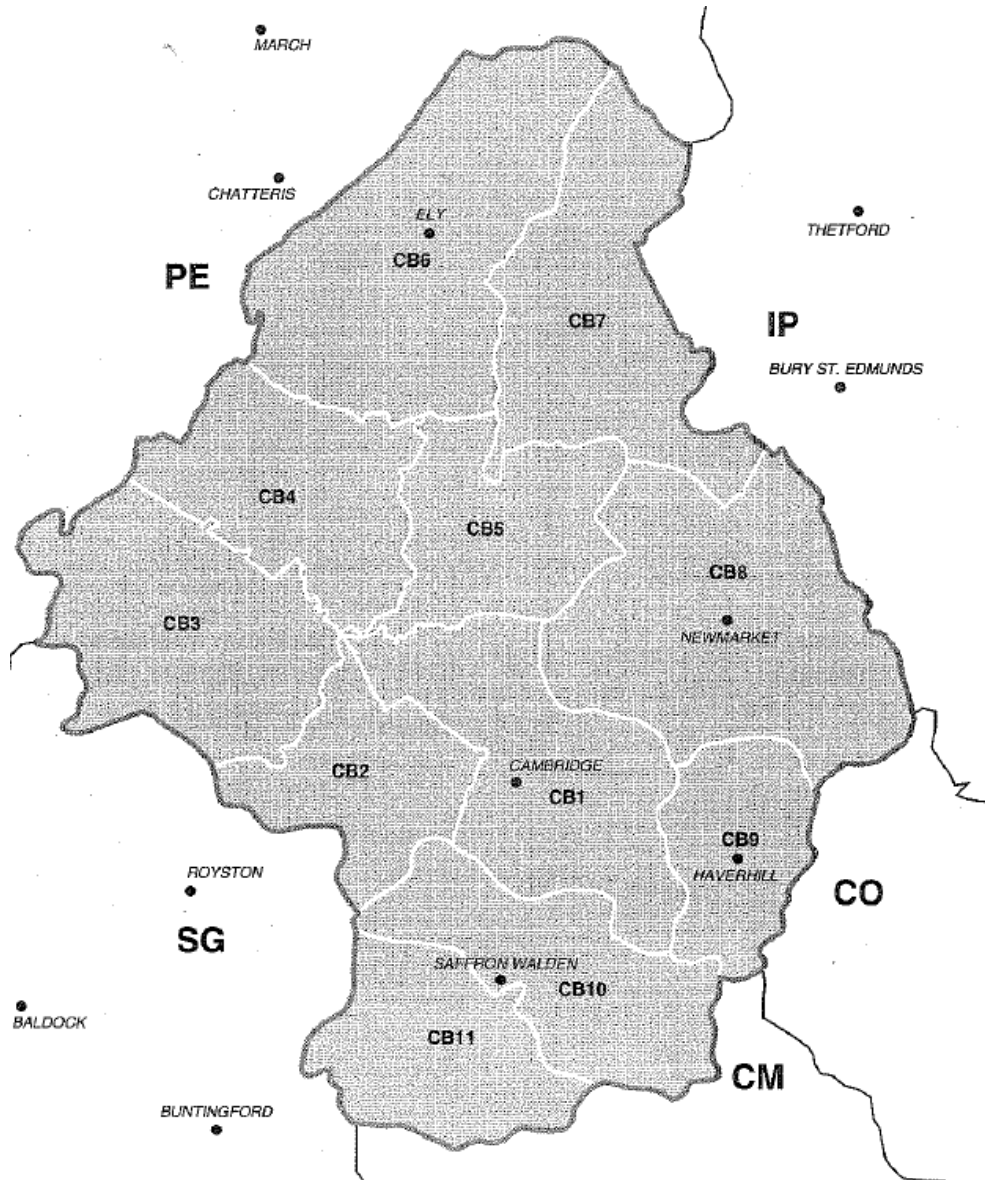 MARCH
CHATTERIS
ELY
THETFORD
CB6
PE
CB7
IP
BURY ST. EDMUNDS
CB4
CB5
CB8
CB3
NEWMARKET
CAMBRIDGE
CB2
CB1
CB9
ROYSTON
HAVERHILL
CO
SG
SAFFRON WALDEN
CB10
BALDOCK
CB11
CM
BUNTINGFORD